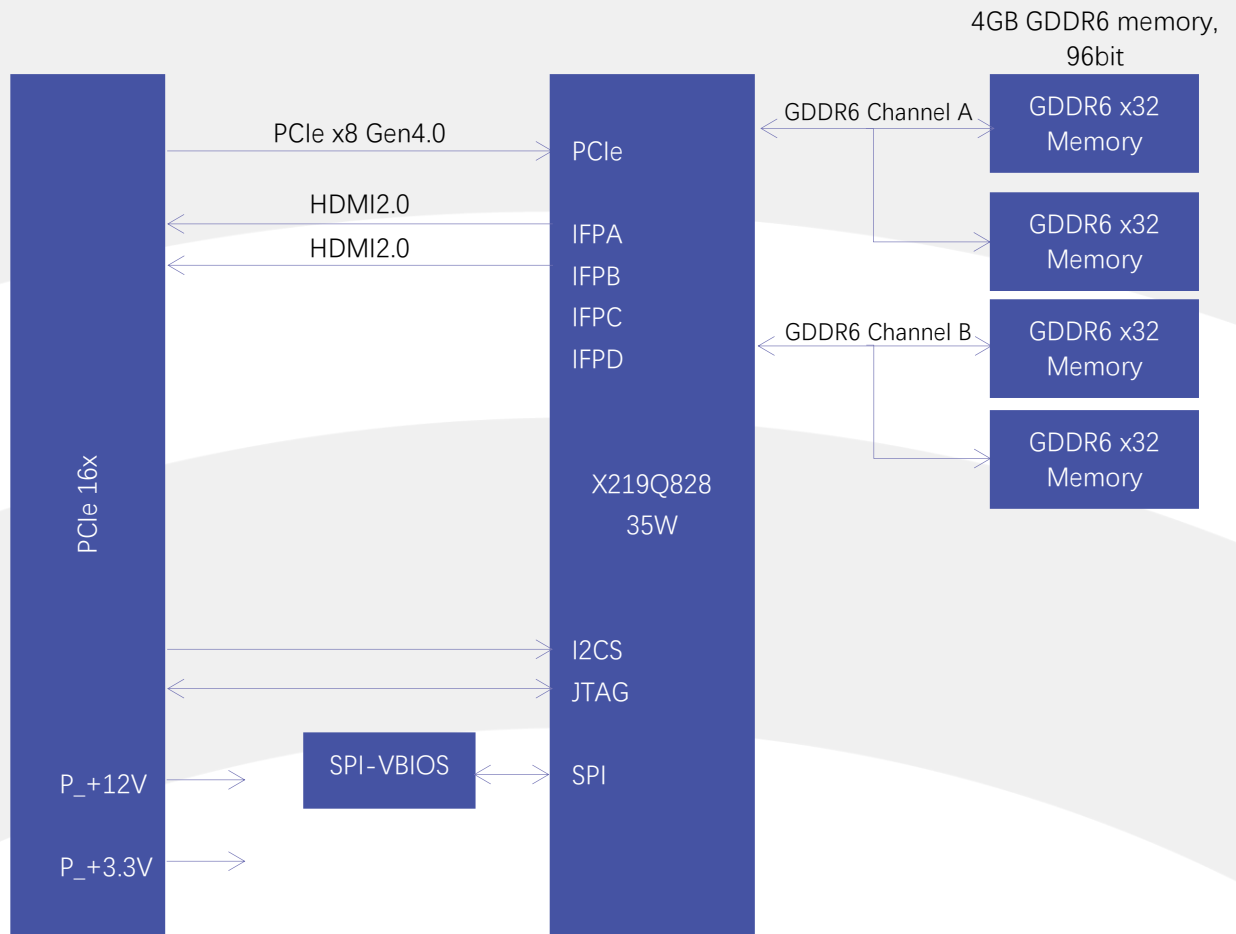 4GB GDDR6 memory,
96bit
PCIe 16x
P_+12V
P_+3.3V
PCIe x8 Gen4.0
HDMI2.0
HDMI2.0
SPI-VBIOS
PCIe
IFPA
IFPB
IFPC
IFPD
X219Q828
35W
I2CS
JTAG
SPI
GDDR6 Channel A
GDDR6 Channel B
GDDR6 x32
Memory
GDDR6 x32
Memory
GDDR6 x32
Memory
GDDR6 x32
Memory